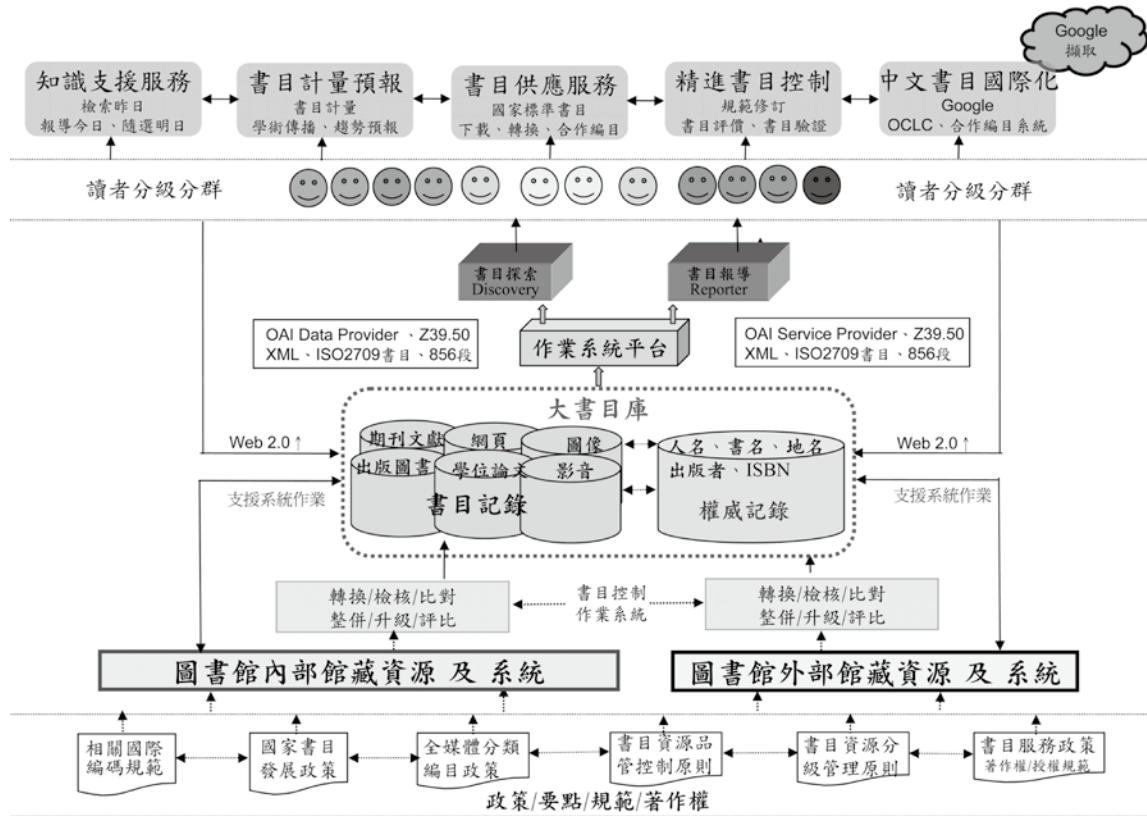 Google
擷取
知識支援服務
檢索昨日
報導今日、隨選明日
書目計量預報
書目計量
學術傳播、趨勢預報
書目供應服務
國家標準書目
下載、轉換、合作編目
精進書目控制
規範修訂
書目評價、書目驗證
中文書目國際化
Google
OCLC、合作編目系統
讀者分級分群
讀者分級分群
書目探索
Discovery
書目報導
Reporter
OAI Data Provider 、Z39.50
XML、ISO2709書目、856段
作業系統平台
OAI Service Provider、Z39.50
XML、ISO2709書目、856段
大書目庫
期刊文獻
網頁
圖像
出版圖書
學位論文
影音
書目記錄
人名、書名、地名
出版者、ISBN
權威記錄
Web 2.0↑
Web 2.0↑
支援系統作業
支援系統作業
轉換/檢核/比對
整併/升級/評比
書目控制
作業系統
轉換/檢核/比對
整併/升級/評比
圖書館內部館藏資源 及 系統
圖書館外部館藏資源 及 系統
相關國際
編碼規範
國家書目
發展政策
全媒體分類
編目政策
書目資源品
管控制原則
書目資源分
級管理原則
書目服務政策
著作權/授權規範
政策/要點/規範/著作權